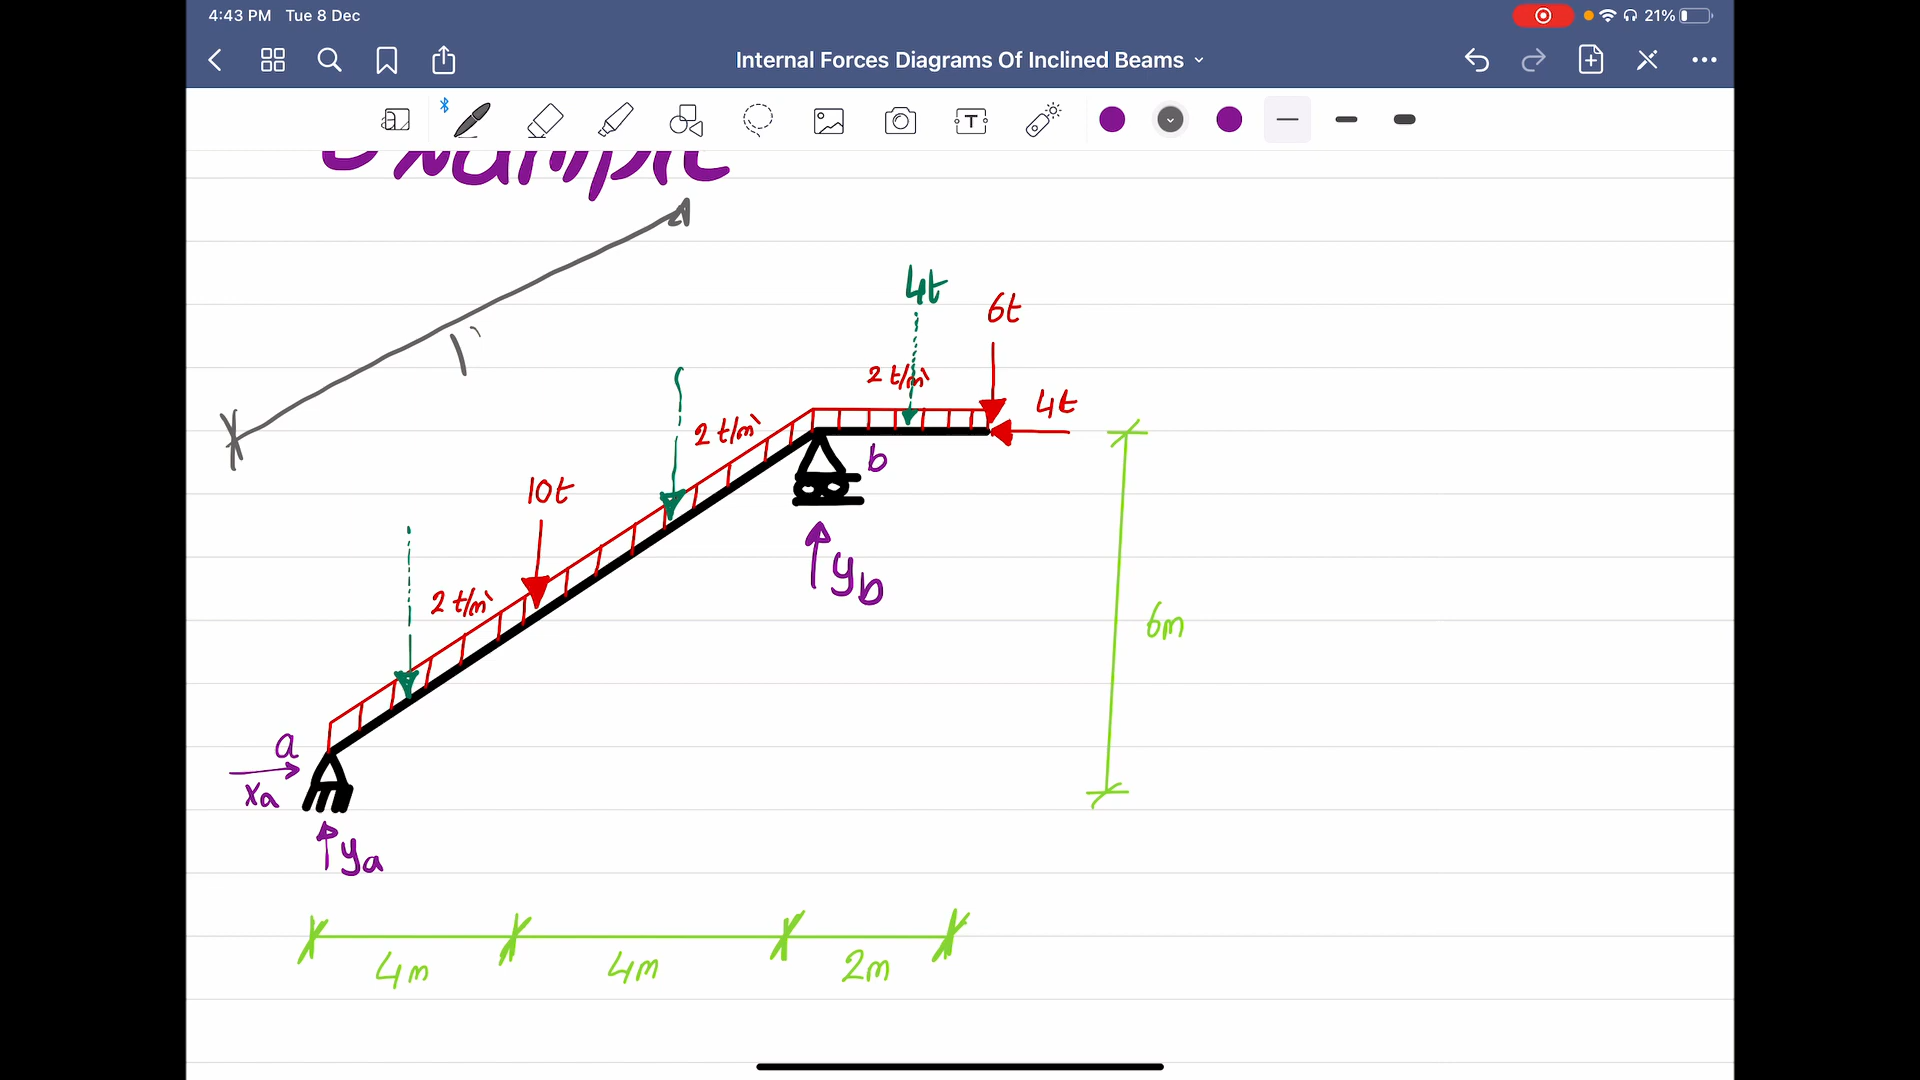 4:43 PM Tue 8 Dec
21%
Internal Forces Diagrams Of Inclined Beams
T
Example
4t
6t
2 t/m'
4t
2 t/m'
b
10t
yb
2 t/m'
6m
a
xa
ya
4m
4m
2m